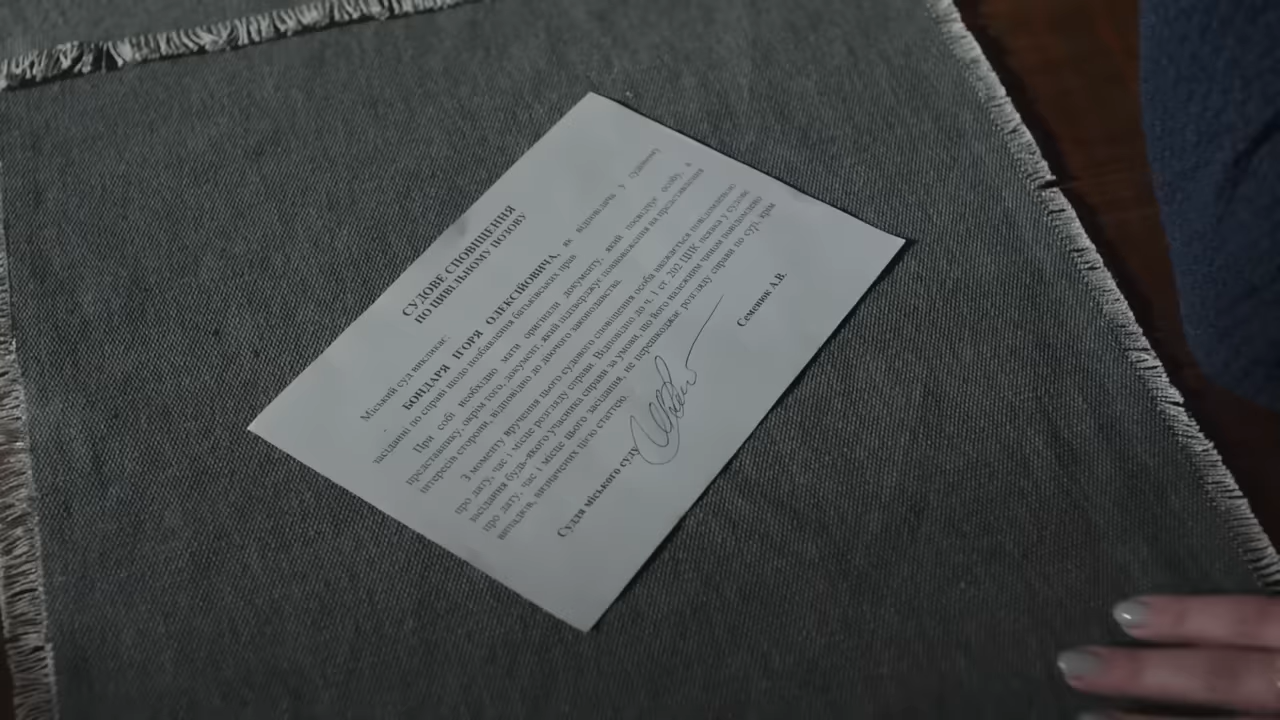 СУДОВЕ СПОВІЩЕННЯ
ПО ЦИВІЛЬНОМУ ПОЗОВУ
Міський суд викликає:
БОНДАРЯ ІГОРЯ ОЛЕКСІЙОВИЧА, як відповідача у судовому
засіданні по справі щодо позбавлення батьківських прав
При собі необхідно мати оригінали документу, який посвідчує особу, а
представнику, окрім того, документ, який підтверджує повноваження на представлення
інтересів сторони, відповідно до діючого законодавства.
З моменту вручення цього судового сповіщення особа вважається повідомленою
про дату, час і місце розгляду справи. Відповідно до ч. 1 ст. 202 ЦПК неявка у судове
засідання будь-якого учасника справи за умови, що його належним чином повідомлено
про дату, час і місце цього засідання, не перешкоджає розгляду справи по суті, крім
випадків, визначених цією статтею.
Суддя міського суду Семенюк А.В.